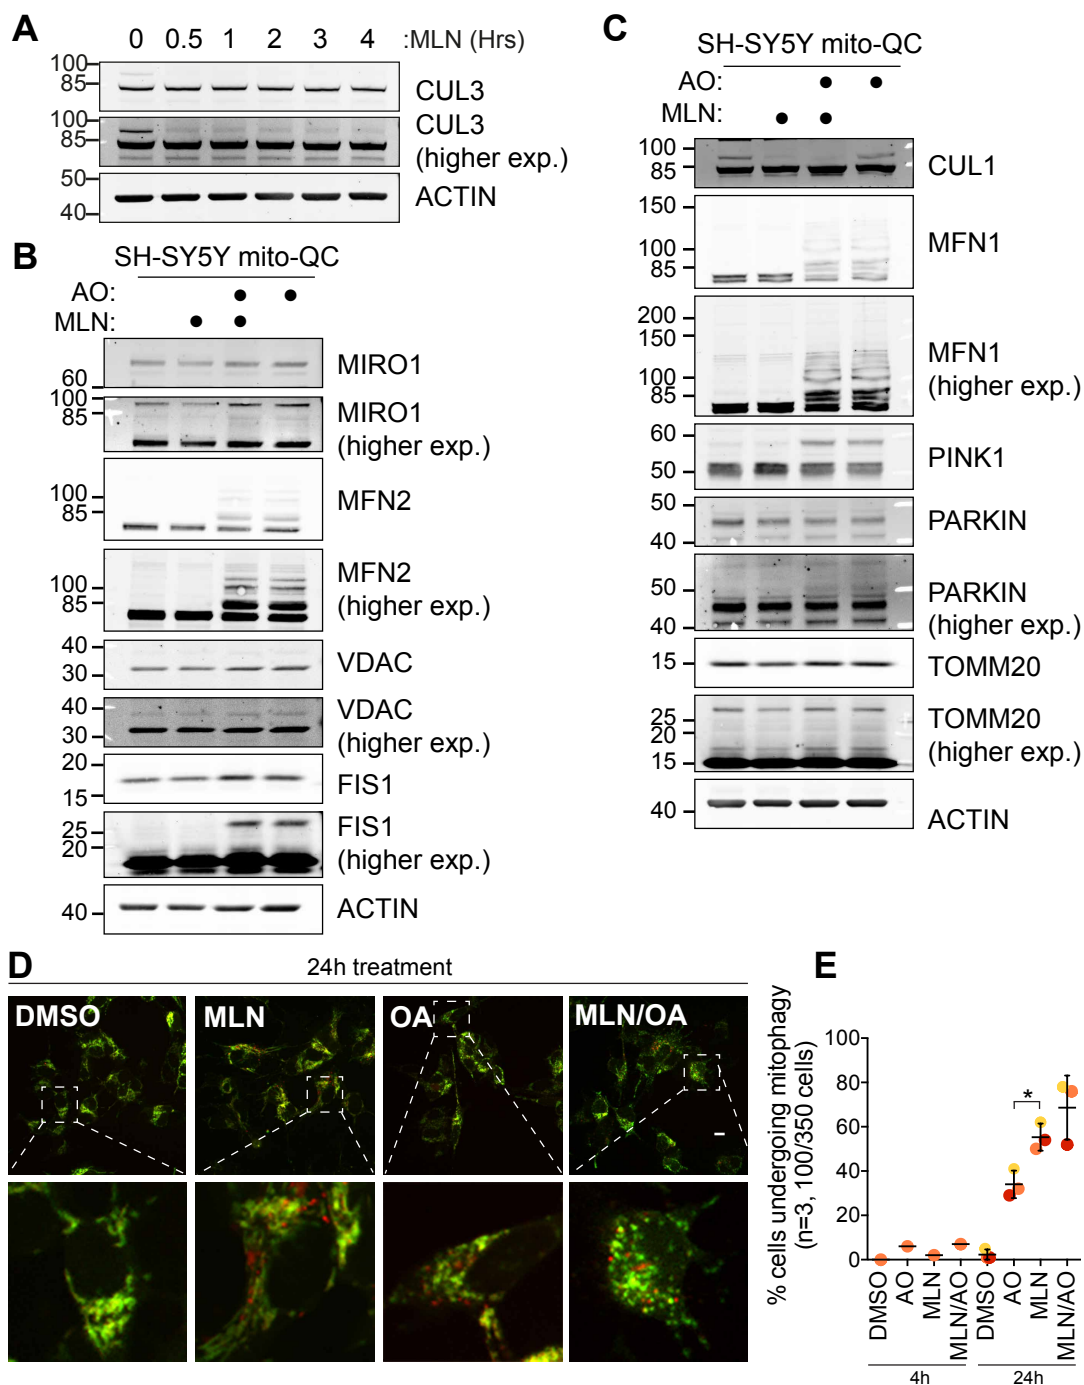 A
0 0.5 1 2 3 4 :MLN (Hrs)
100
85
CUL3
100
85
CUL3
(higher exp.)
50
40
ACTIN
B
SH-SY5Y mito-QC
AO:
MLN:
60
MIRO1
100
85
MIRO1
(higher exp.)
100
85
MFN2
100
85
MFN2
(higher exp.)
40
30
VDAC
40
30
VDAC
(higher exp.)
20
15
FIS1
25
20
FIS1
(higher exp.)
40
ACTIN
C
SH-SY5Y mito-QC
AO:
MLN:
100
85
CUL1
150
100
85
MFN1
200
150
100
85
MFN1
(higher exp.)
60
50
PINK1
50
40
PARKIN
50
40
PARKIN
(higher exp.)
15
TOMM20
25
20
15
TOMM20
(higher exp.)
40
ACTIN
D
24h treatment
DMSO
MLN
OA
MLN/OA
E
% cells undergoing mitophagy
(n=3, 100/350 cells)
100
80
60
40
20
0
*
DMSO
AO
MLN
MLN/AO
DMSO
AO
MLN
MLN/AO
4h
24h